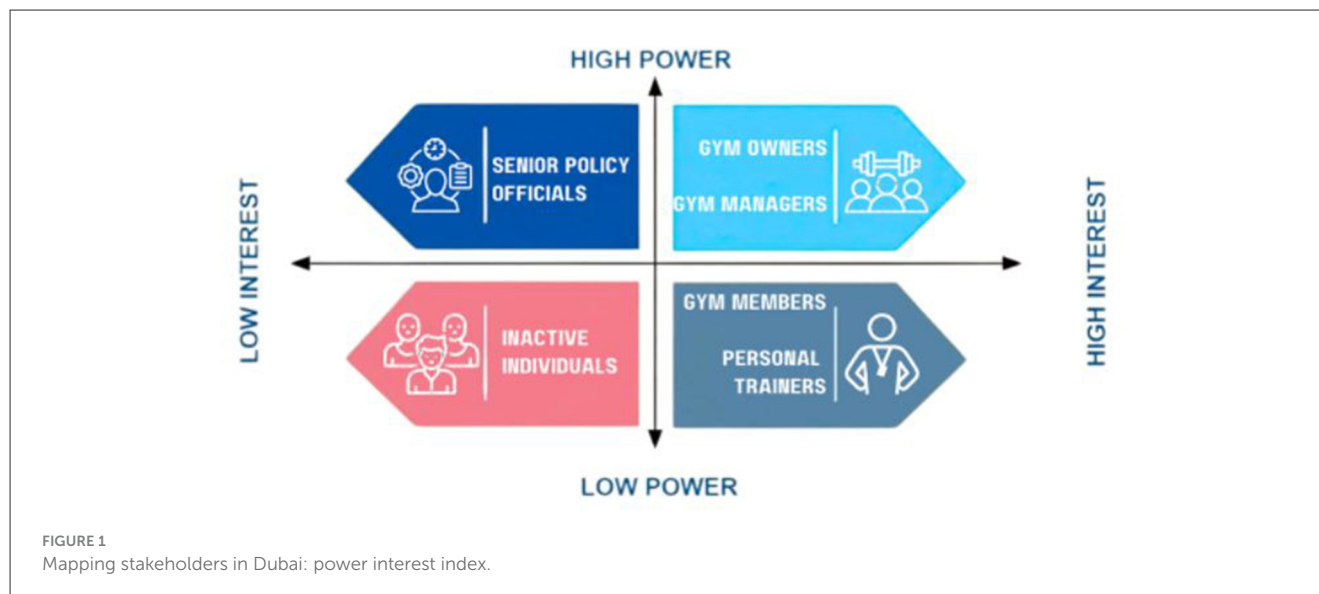 HIGH POWER
SENIOR POLICY
OFFICIALS
GYM OWNERS
GYM MANAGERS
LOW INTEREST
HIGH INTEREST
INACTIVE
INDIVIDUALS
GYM MEMBERS
PERSONAL
TRAINERS
LOW POWER
FIGURE 1
Mapping stakeholders in Dubai: power interest index.